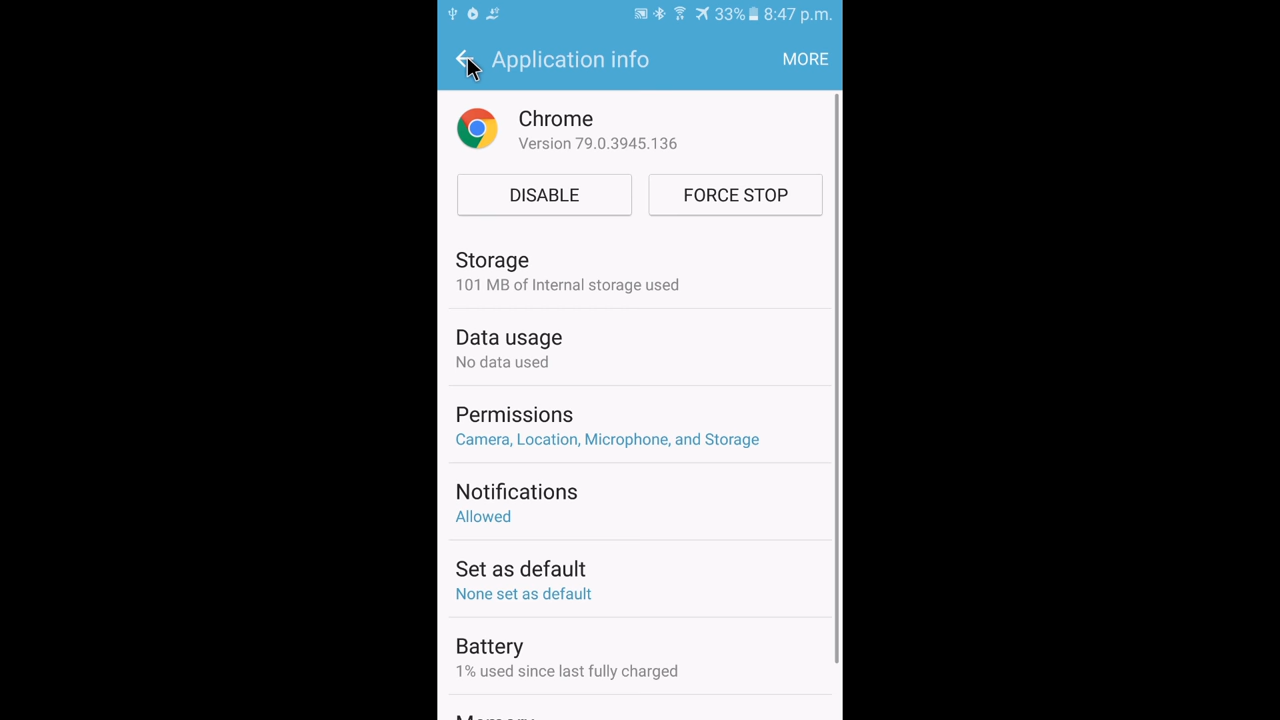 33% 8:47 p.m.
Application info
MORE
Chrome
Version 79.0.3945.136
DISABLE
FORCE STOP
Storage
101 MB of Internal storage used
Data usage
No data used
Permissions
Camera, Location, Microphone, and Storage
Notifications
Allowed
Set as default
None set as default
Battery
1% used since last fully charged
Memory